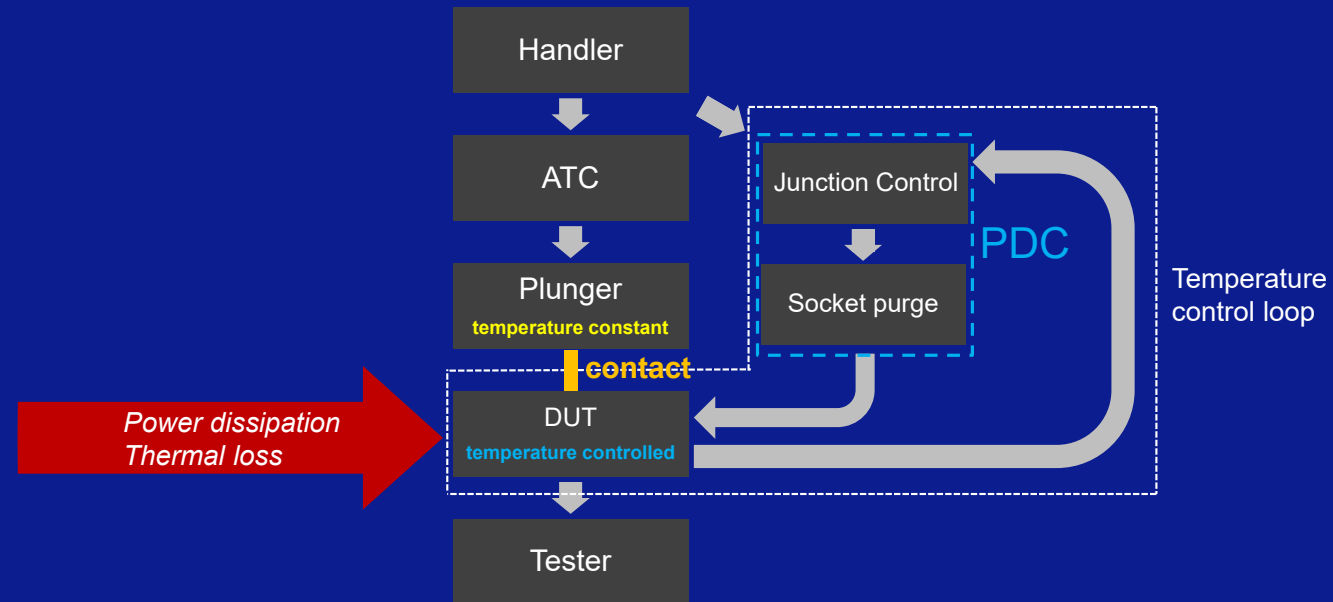 Handler
ATC
Junction Control
PDC
Plunger
temperature constant
Socket purge
Temperature
control loop
contact
Power dissipation
Thermal loss
DUT
temperature controlled
Tester